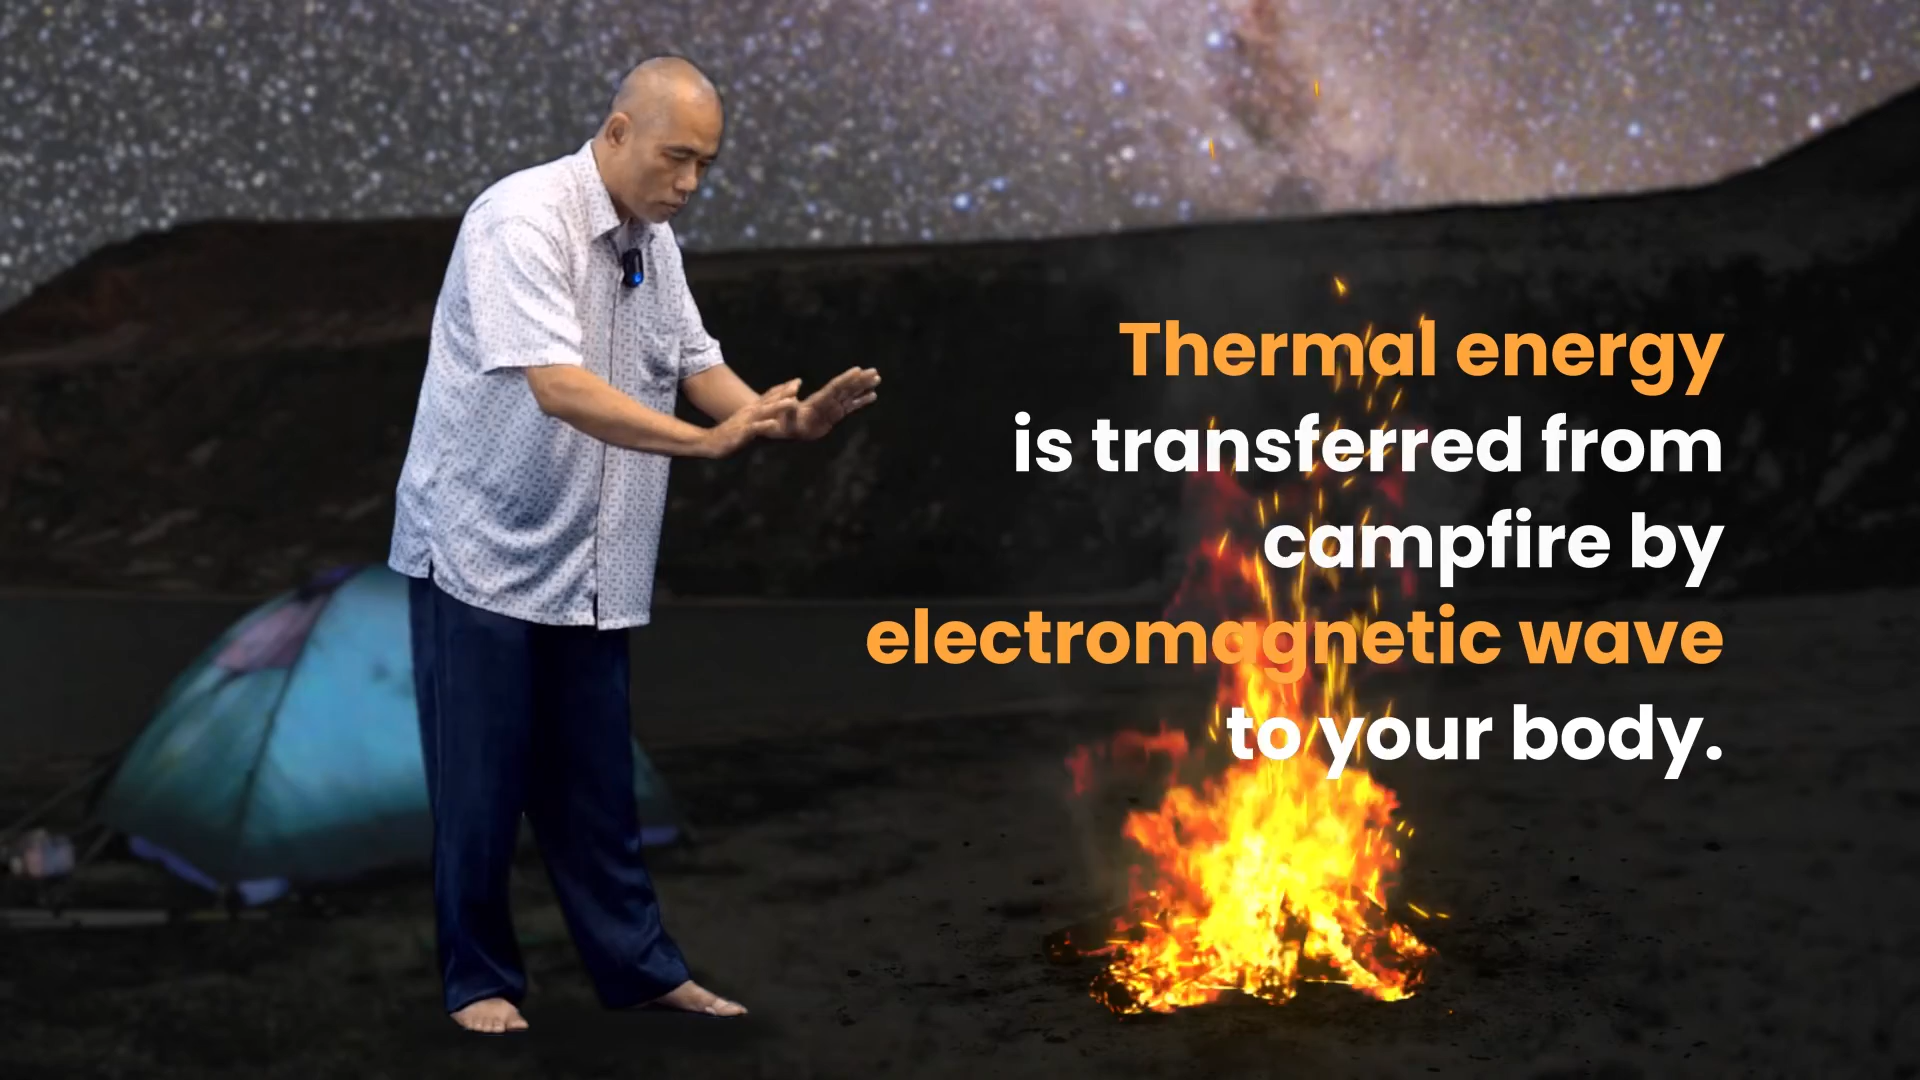 Thermal energy
is transferred from
campfire by
electromagnetic wave
to your body.